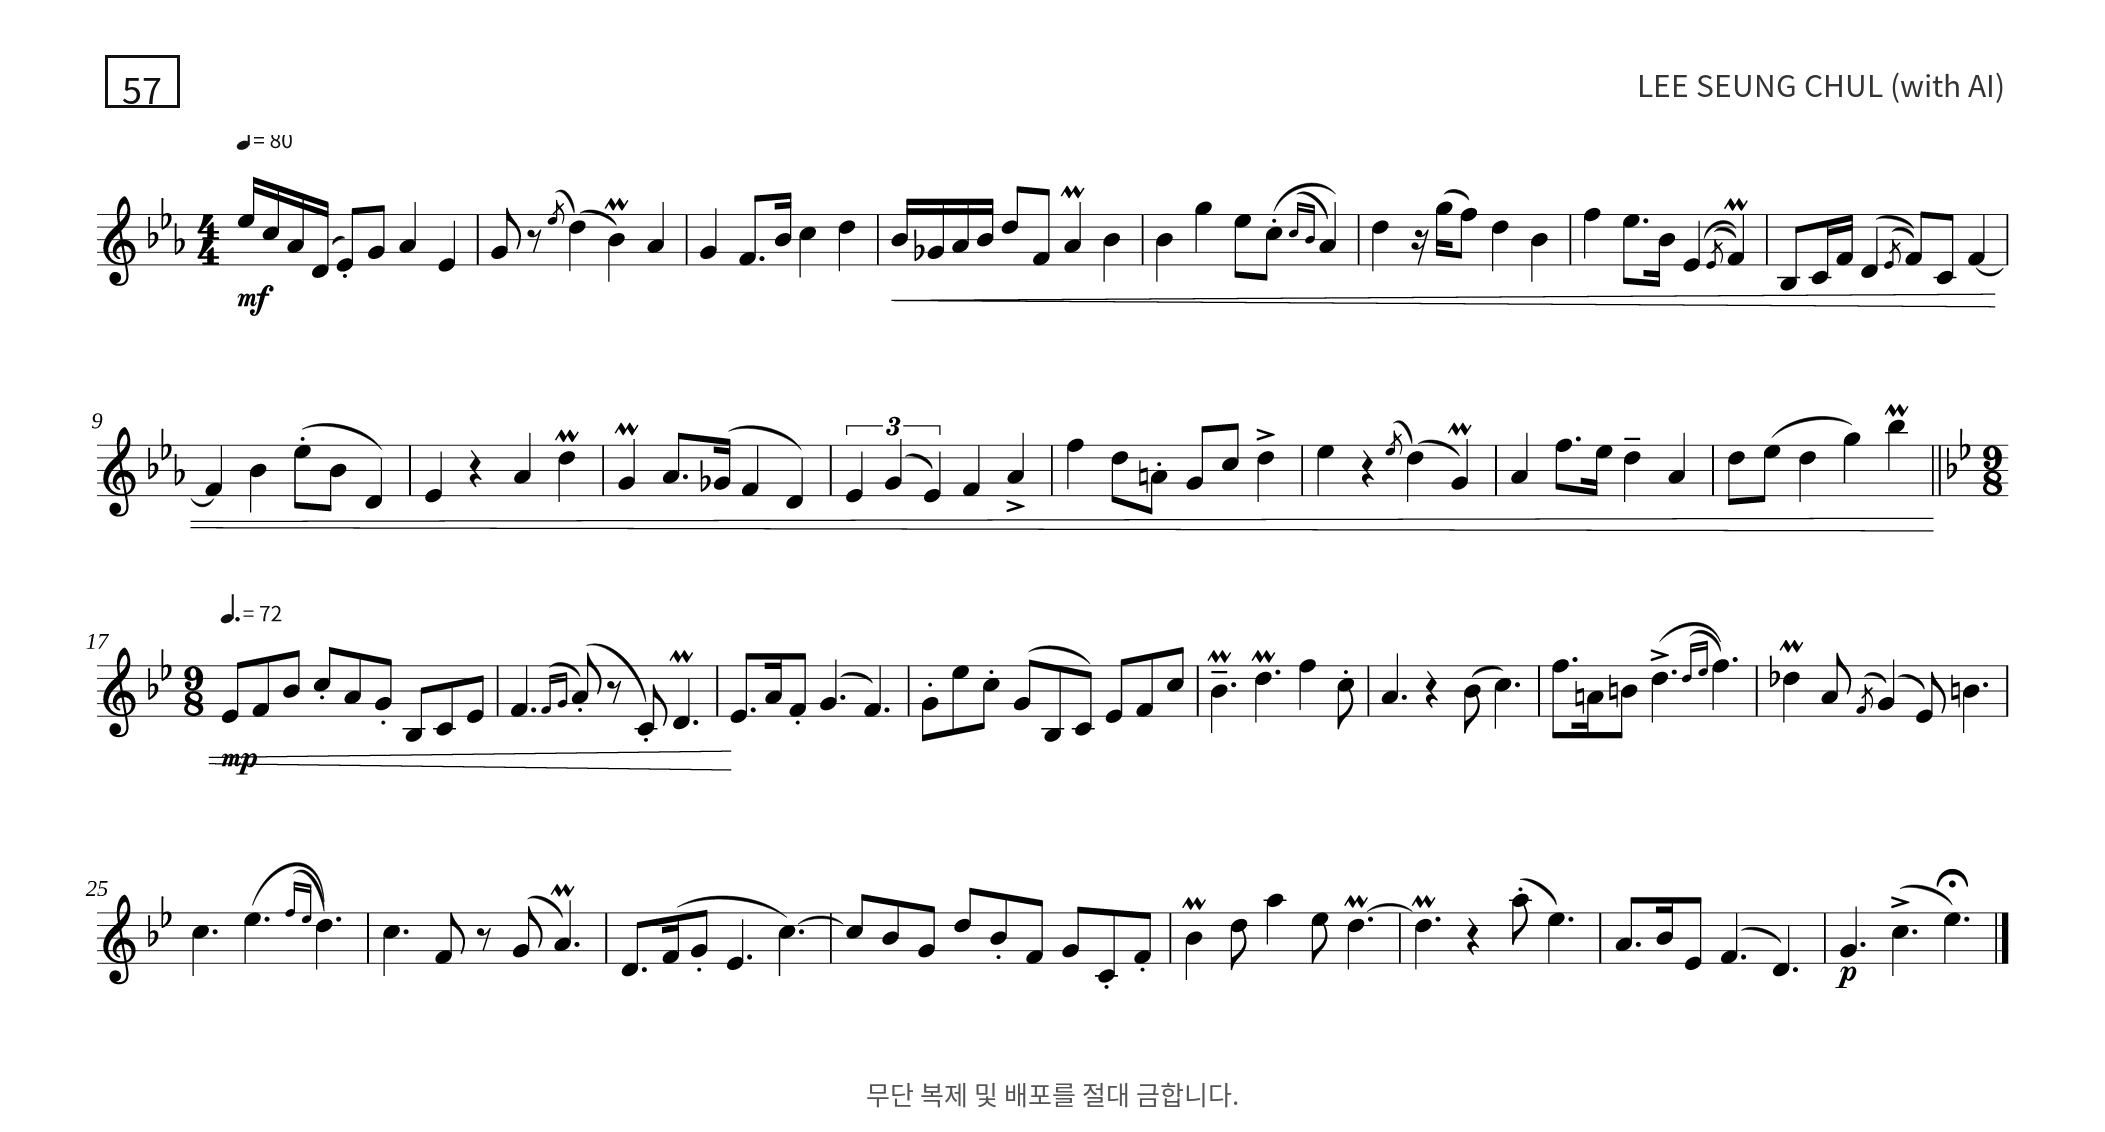 57
LEE SEUNG CHUL (with AI)
= 80
mf
9
3
17
= 72
mp
25
p
무단 복제 및 배포를 절대 금합니다.